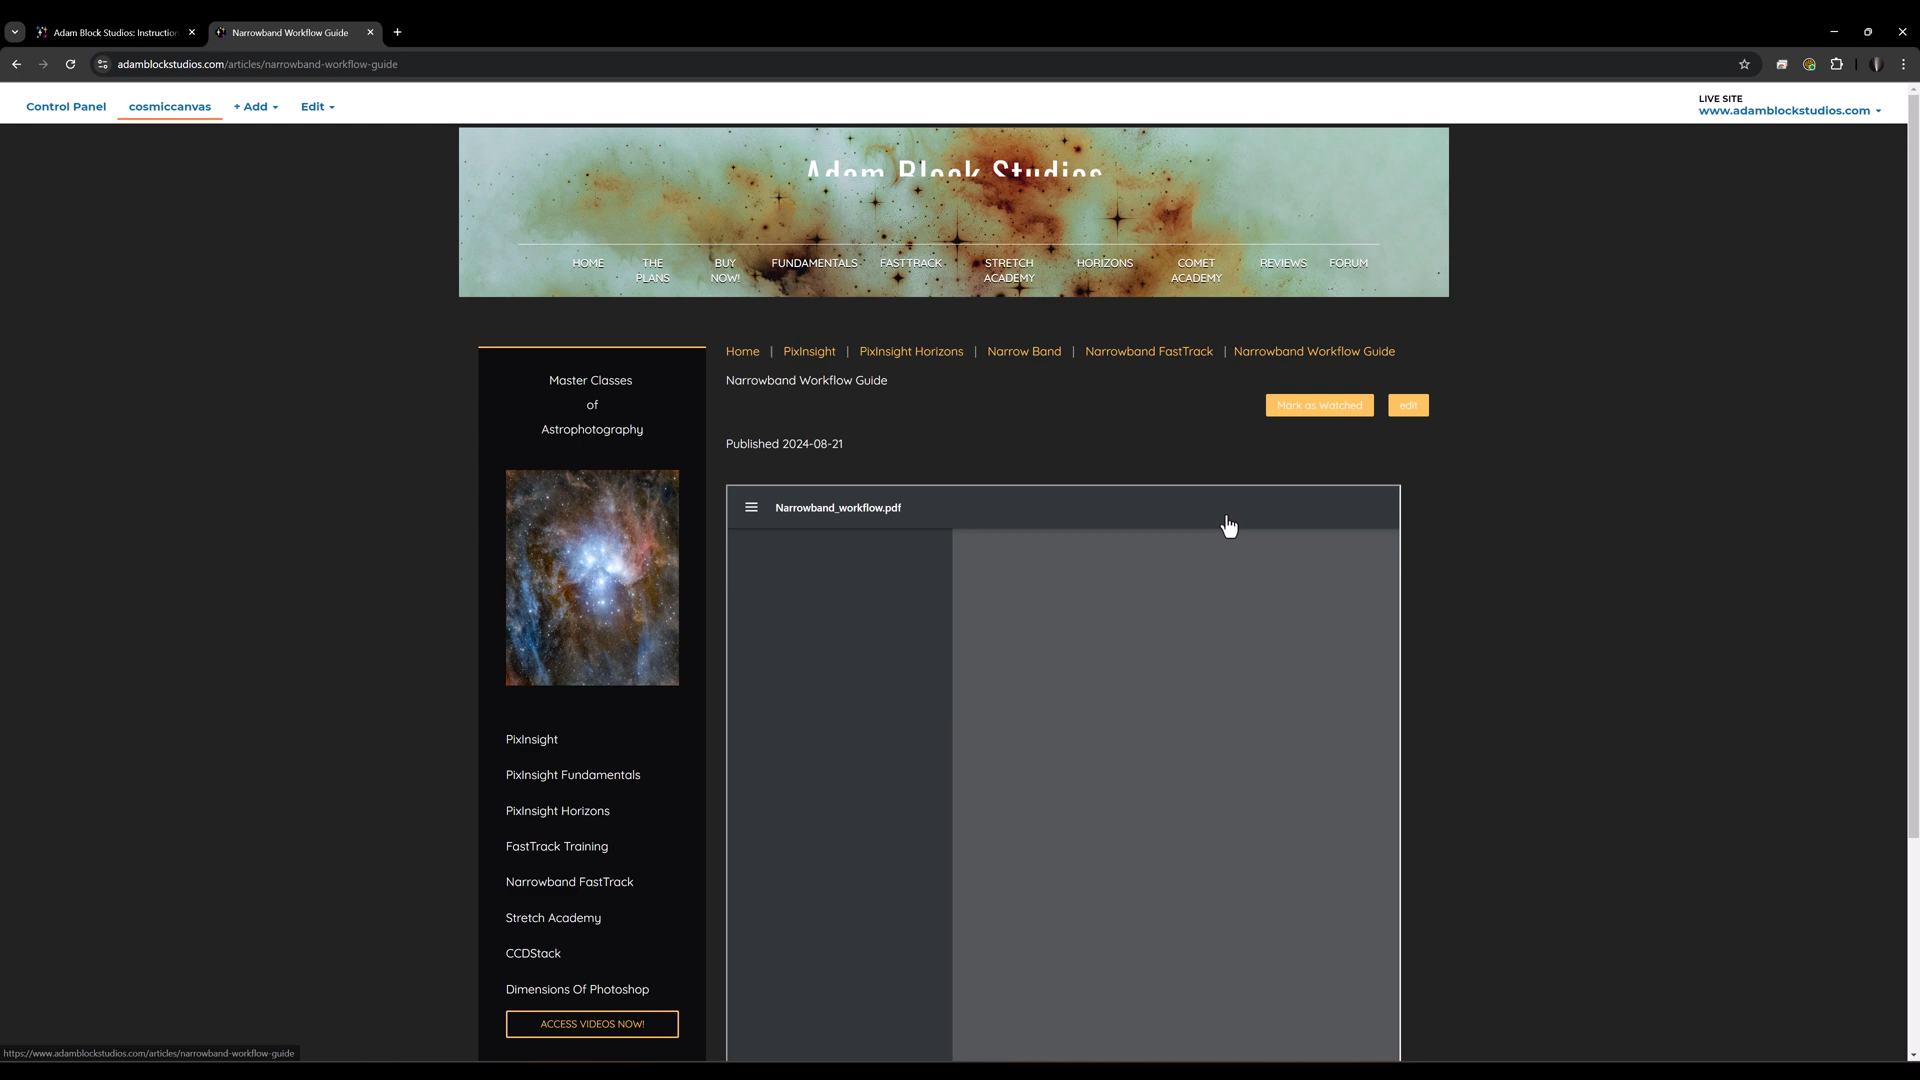 Adam Block Studios: Instruction
Narrowband Workflow Guide
adamblockstudios.com/articles/narrowband-workflow-guide
Control Panel
cosmiccanvas
+ Add
Edit
LIVE SITE
www.adamblockstudios.com
Adam Block Studios
HOME
THE
PLANS
BUY
NOW!
FUNDAMENTALS
FASTTRACK
STRETCH
ACADEMY
HORIZONS
COMET
ACADEMY
REVIEWS
FORUM
Master Classes
of
Astrophotography
PixInsight
PixInsight Fundamentals
PixInsight Horizons
FastTrack Training
Narrowband FastTrack
Stretch Academy
CCDStack
Dimensions Of Photoshop
ACCESS VIDEOS NOW!
Home | PixInsight | PixInsight Horizons | Narrow Band | Narrowband FastTrack | Narrowband Workflow Guide
Narrowband Workflow Guide
Mark as Watched
edit
Published 2024-08-21
Narrowband_workflow.pdf
https://www.adamblockstudios.com/articles/narrowband-workflow-guide